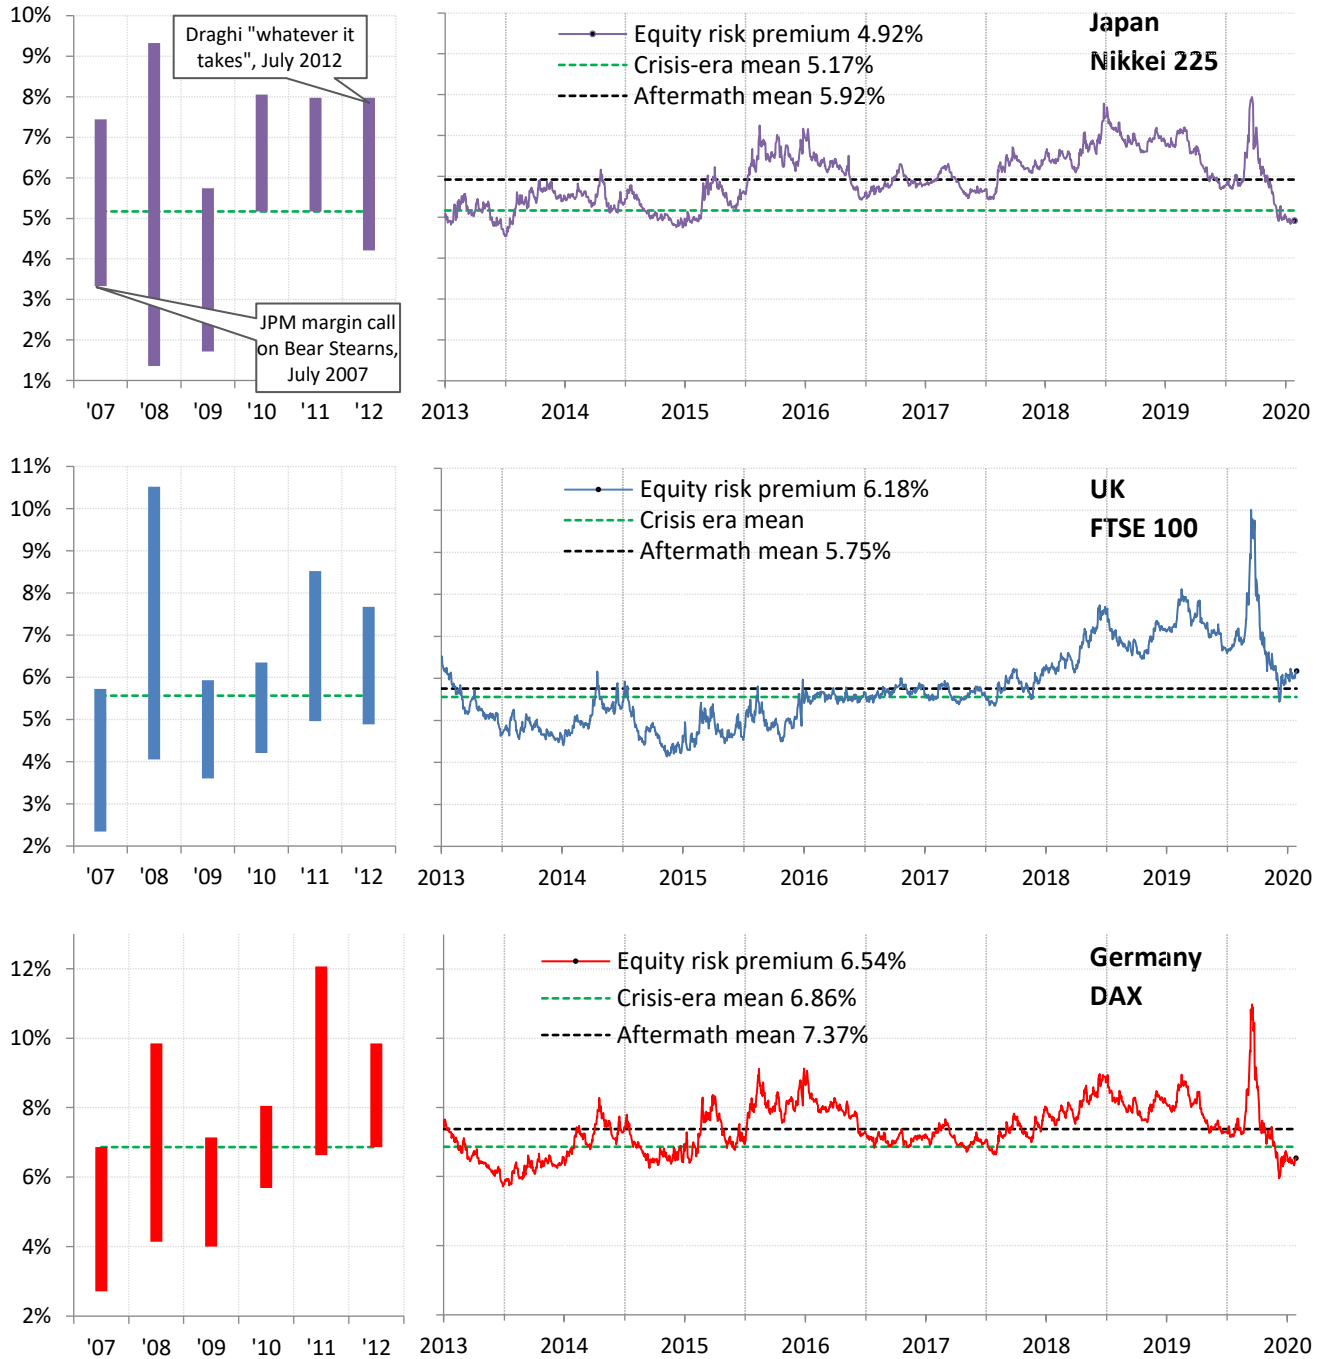 10%
9%
8%
7%
6%
5%
4%
3%
2%
1%
Draghi "whatever it
takes", July 2012
JPM margin call
on Bear Stearns,
July 2007
'07 '08 '09 '10 '11 '12
Equity risk premium 4.92%
Crisis-era mean 5.17%
Aftermath mean 5.92%
Japan
Nikkei 225
2013 2014 2015 2016 2017 2018 2019 2020
11%
10%
9%
8%
7%
6%
5%
4%
3%
2%
'07 '08 '09 '10 '11 '12
Equity risk premium 6.18%
Crisis era mean
Aftermath mean 5.75%
UK
FTSE 100
2013 2014 2015 2016 2017 2018 2019 2020
12%
10%
8%
6%
4%
2%
'07 '08 '09 '10 '11 '12
Equity risk premium 6.54%
Crisis-era mean 6.86%
Aftermath mean 7.37%
Germany
DAX
2013 2014 2015 2016 2017 2018 2019 2020